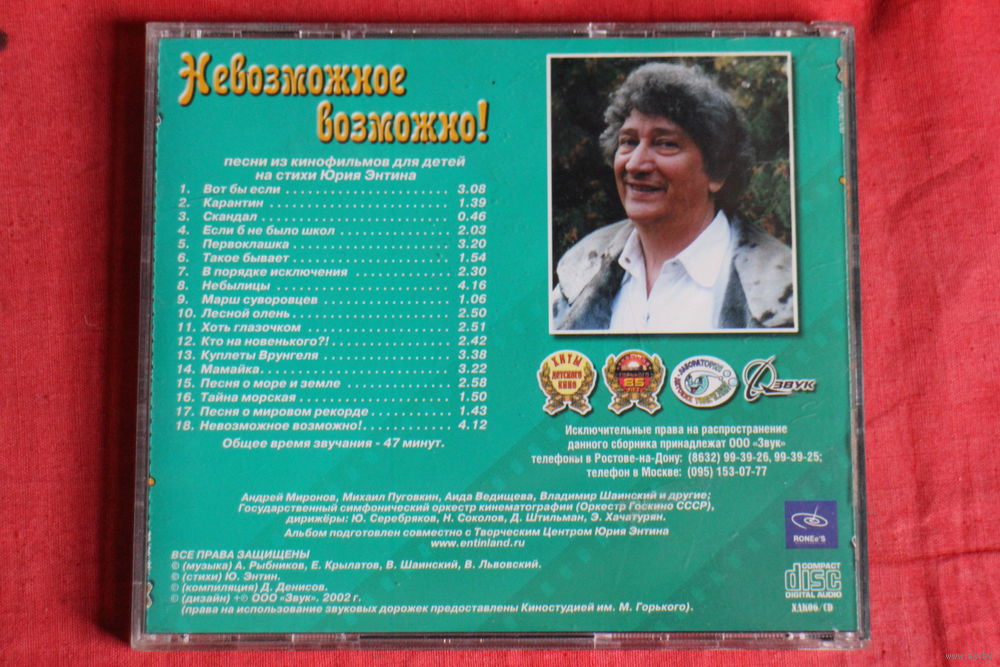 Невозможное
возможно!
песни из кинофильмов для детей
на стихи Юрия Энтина
1. Вот бы если ..................... 3.08
2. Карантин ....................... 1.39
3. Скандал ........................ 0.46
4. Если б не было школ .............. 2.03
5. Первоклашка .................... 3.20
6. Такое бывает .................... 1.54
7. В порядке исключения ............ 2.30
8. Небылицы ...................... 4.16
9. Марш суворовцев ................ 1.06
10. Лесной олень .................... 2.50
11. Хоть глазочком .................. 2.51
12. Кто на новенького?! ............... 2.42
13. Куплеты Врунгеля ................ 3.38
14. Мамайка ........................ 3.22
15. Песня о море и земле ............. 2.58
16. Тайна морская ................... 1.50
17. Песня о мировом рекорде .......... 1.43
18. Невозможное возможно! ........... 4.12
Общее время звучания - 47 минут.
ХИТЫ
ДЕТСКОГО
КИНО
85
ЛАБОРАТОРИЯ
ЗВУК
Исключительные права на распространение
данного сборника принадлежат ООО «Звук»
телефоны в Ростове-на-Дону: (8632) 99-39-26, 99-39-25;
телефон в Москве: (095) 153-07-77
Андрей Миронов, Михаил Пуговкин, Аида Ведищева, Владимир Шаинский и другие;
Государственный симфонический оркестр кинематографии (Оркестр Госкино СССР),
дирижёры: Ю. Серебряков, Н. Соколов, Д. Штильман, Э. Хачатурян.
Альбом подготовлен совместно с Творческим Центром Юрия Энтина
www.entinland.ru
RONEeʼS
ВСЕ ПРАВА ЗАЩИЩЕНЫ
© (музыка) А. Рыбников, Е. Крылатов, В. Шаинский, В. Львовский.
© (стихи) Ю. Энтин.
© (компиляция) Д. Денисов.
© (дизайн) + ℗ ООО «Звук». 2002 г.
(права на использование звуковых дорожек предоставлены Киностудией им. М. Горького).
COMPACT
disc
DIGITAL AUDIO
ХДК06/CD